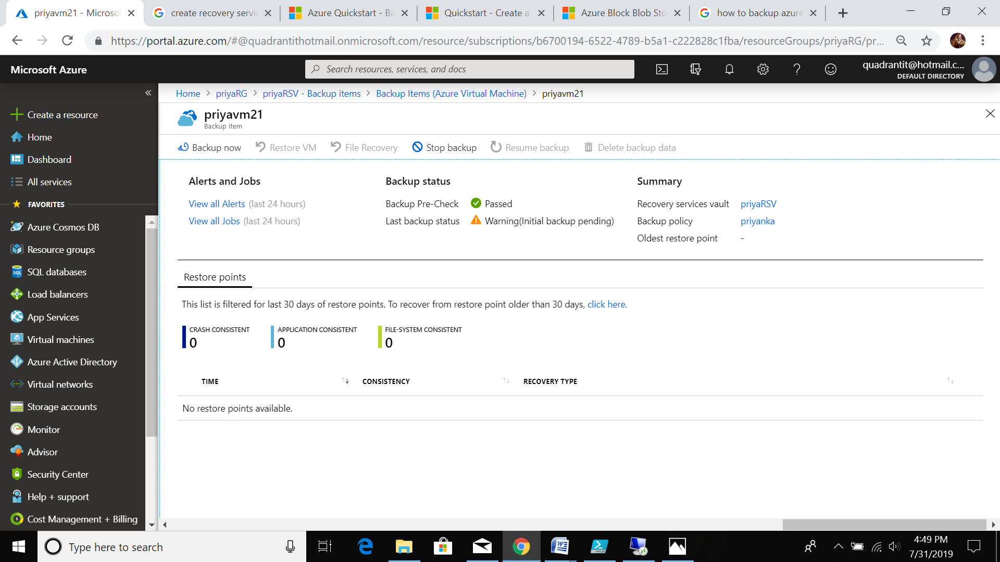 priyavm21 - Microso
create recovery servi
Azure Quickstart - Ba
Quickstart - Create a
Azure Block Blob Sto
how to backup azure
https://portal.azure.com/#@quadrantithotmail.onmicrosoft.com/resource/subscriptions/b6700194-6522-4789-b5a1-c222828c1fba/resourceGroups/priyaRG/pr...
Microsoft Azure
Search resources, services, and docs
quadrantit@hotmail.c...
DEFAULT DIRECTORY
Home > priyaRG > priyaRSV - Backup items > Backup Items (Azure Virtual Machine) > priyavm21
priyavm21
Backup Item
Backup now
Restore VM
File Recovery
Stop backup
Resume backup
Delete backup data
Create a resource
Home
Dashboard
All services
FAVORITES
Azure Cosmos DB
Resource groups
SQL databases
Load balancers
App Services
Virtual machines
Azure Active Directory
Virtual networks
Storage accounts
Monitor
Advisor
Security Center
Help + support
Cost Management + Billing
Alerts and Jobs
View all Alerts (last 24 hours)
View all Jobs (last 24 hours)
Backup status
Backup Pre-Check Passed
Last backup status Warning(Initial backup pending)
Summary
Recovery services vault priyaRSV
Backup policy priyanka
Oldest restore point -
Restore points
This list is filtered for last 30 days of restore points. To recover from restore point older than 30 days, click here.
CRASH CONSISTENT
0
APPLICATION CONSISTENT
0
FILE-SYSTEM CONSISTENT
0
TIME
CONSISTENCY
RECOVERY TYPE
No restore points available.
Type here to search
4:49 PM
7/31/2019